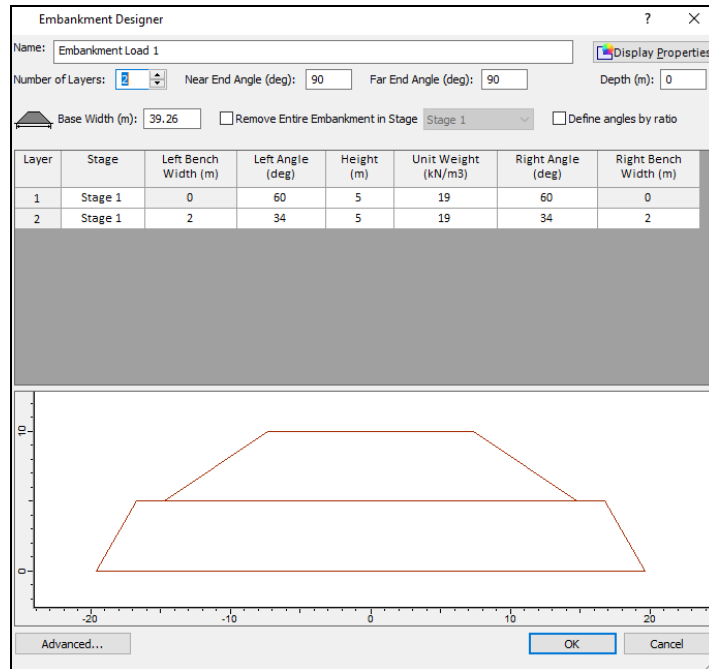 Embankment Designer ? ×
Name: Embankment Load 1 Display Properties
Number of Layers: 2 Near End Angle (deg): 90 Far End Angle (deg): 90 Depth (m): 0
Base Width (m): 39.26 Remove Entire Embankment in Stage Stage 1 Define angles by ratio
Layer Stage Left Bench Width (m) Left Angle (deg) Height (m) Unit Weight (kN/m3) Right Angle (deg) Right Bench Width (m)
1 Stage 1 0 60 5 19 60 0
2 Stage 1 2 34 5 19 34 2
10
0
-20 -10 0 10 20
Advanced... OK Cancel